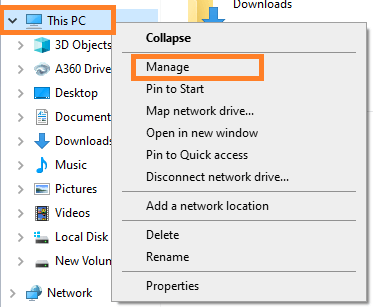 This PC
3D Objects
A360 Drive
Desktop
Document
Downloads
Music
Pictures
Videos
Local Disk
New Volum
Network
Downloads
Collapse
Manage
Pin to Start
Map network drive...
Open in new window
Pin to Quick access
Disconnect network drive...
Add a network location
Delete
Rename
Properties